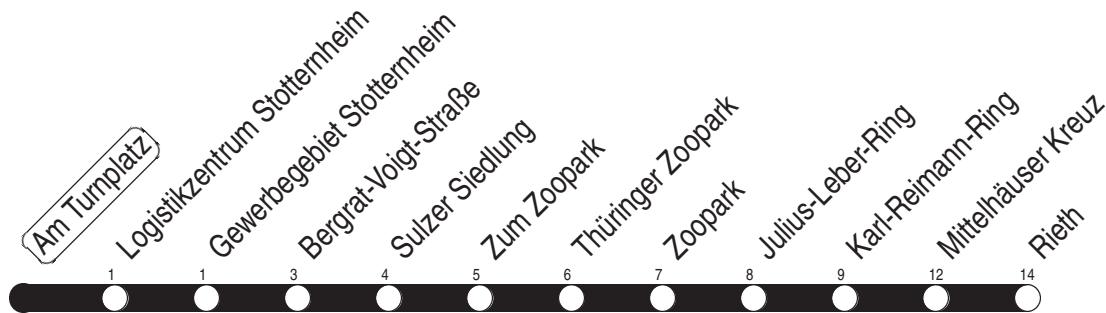 Am Turnplatz
Logistikzentrum Stotternheim
Gewerbegebiet Stotternheim
Bergrat-Voigt-Straße
Sulzer Siedlung
Zum Zoopark
Thüringer Zoopark
Zoopark
Julius-Leber-Ring
Karl-Reimann-Ring
Mittelhäuser Kreuz
Rieth
1 1 3 4 5 6 7 8 9 12 14